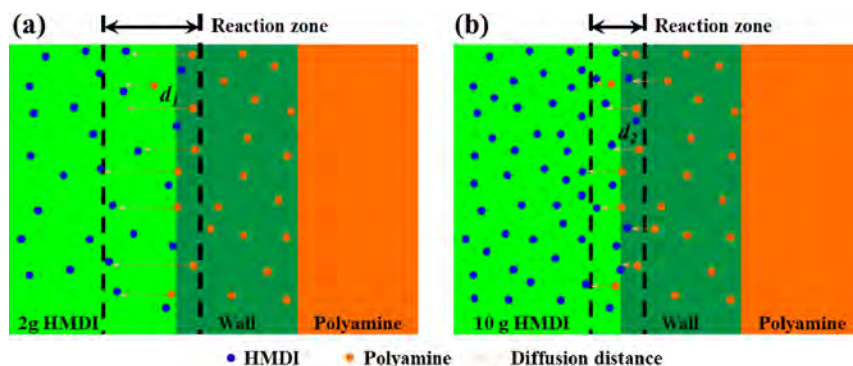 (a)
Reaction zone
d1
2g HMDI
Wall
Polyamine
(b)
Reaction zone
d2
10 g HMDI
Wall
Polyamine
HMDI
Polyamine
Diffusion distance